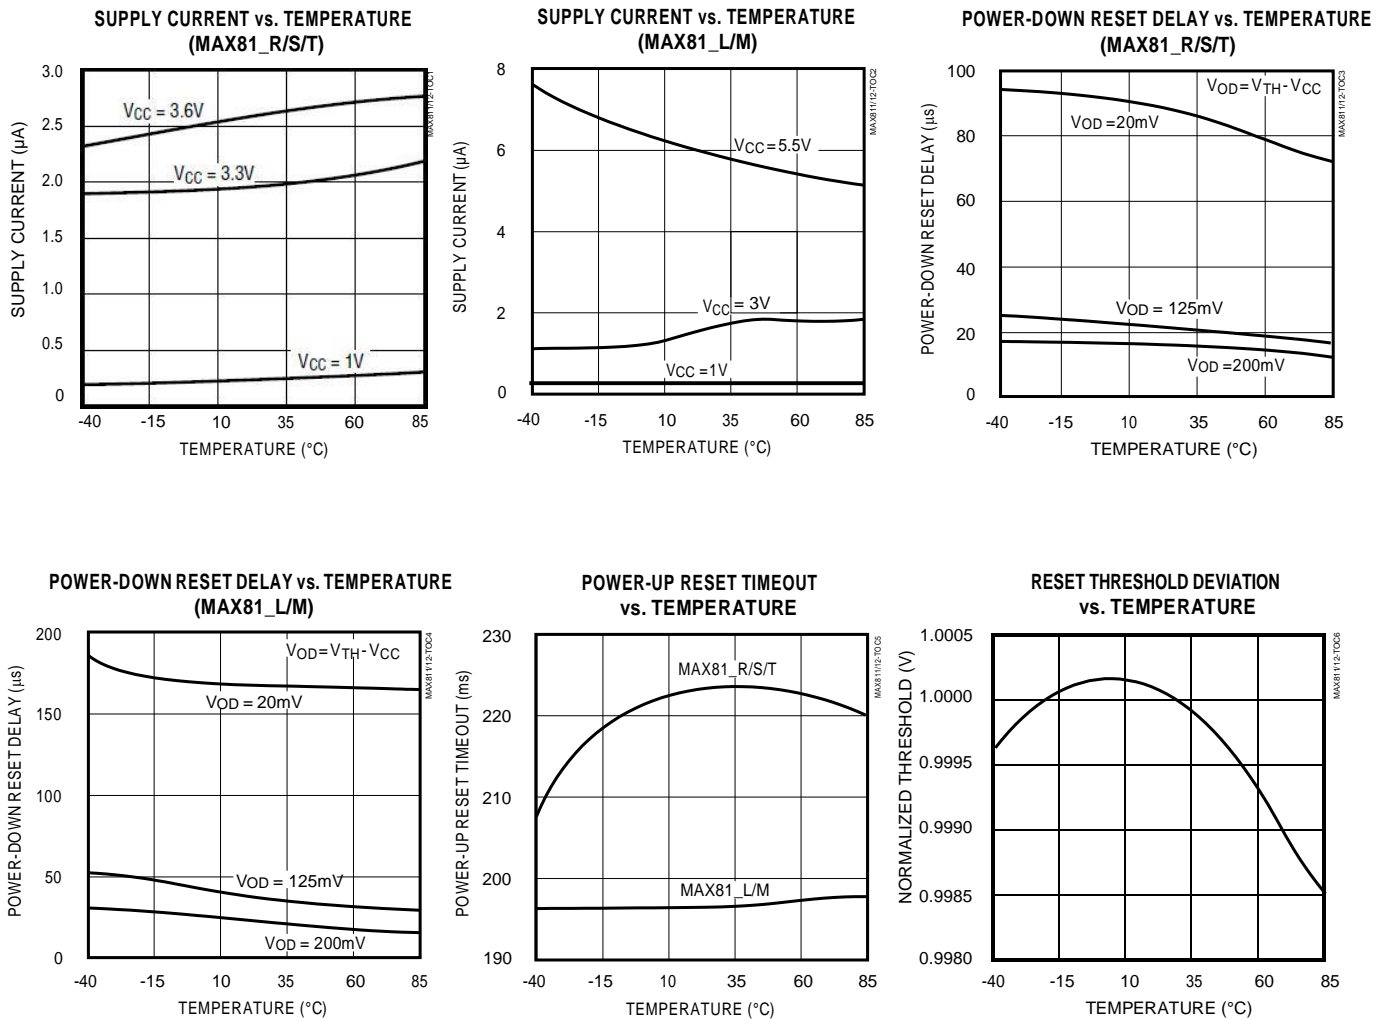 SUPPLY CURRENT vs. TEMPERATURE
(MAX81_R/S/T)
SUPPLY CURRENT (μA)
3.0
2.5
2.0
1.5
1.0
0.5
0
VCC = 3.6V
VCC = 3.3V
VCC = 1V
MAX811/12-TOC1
-40 -15 10 35 60 85
TEMPERATURE (°C)
SUPPLY CURRENT vs. TEMPERATURE
(MAX81_L/M)
SUPPLY CURRENT (μA)
8
6
4
2
0
VCC = 5.5V
VCC = 3V
VCC = 1V
MAX811/12-TOC2
-40 -15 10 35 60 85
TEMPERATURE (°C)
POWER-DOWN RESET DELAY vs. TEMPERATURE
(MAX81_R/S/T)
POWER-DOWN RESET DELAY (μs)
100
80
60
40
20
0
VOD = VTH - VCC
VOD = 20mV
VOD = 125mV
VOD = 200mV
MAX811/12-TOC3
-40 -15 10 35 60 85
TEMPERATURE (°C)
POWER-DOWN RESET DELAY vs. TEMPERATURE
(MAX81_L/M)
POWER-DOWN RESET DELAY (μs)
200
150
100
50
0
VOD = VTH - VCC
VOD = 20mV
VOD = 125mV
VOD = 200mV
MAX811/12-TOC4
-40 -15 10 35 60 85
TEMPERATURE (°C)
POWER-UP RESET TIMEOUT
vs. TEMPERATURE
POWER-UP RESET TIMEOUT (ms)
230
220
210
200
190
MAX81_R/S/T
MAX81_L/M
MAX811/12-TOC5
-40 -15 10 35 60 85
TEMPERATURE (°C)
RESET THRESHOLD DEVIATION
vs. TEMPERATURE
NORMALIZED THRESHOLD (V)
1.0005
1.0000
0.9995
0.9990
0.9985
0.9980
MAX811/12-TOC6
-40 -15 10 35 60 85
TEMPERATURE (°C)